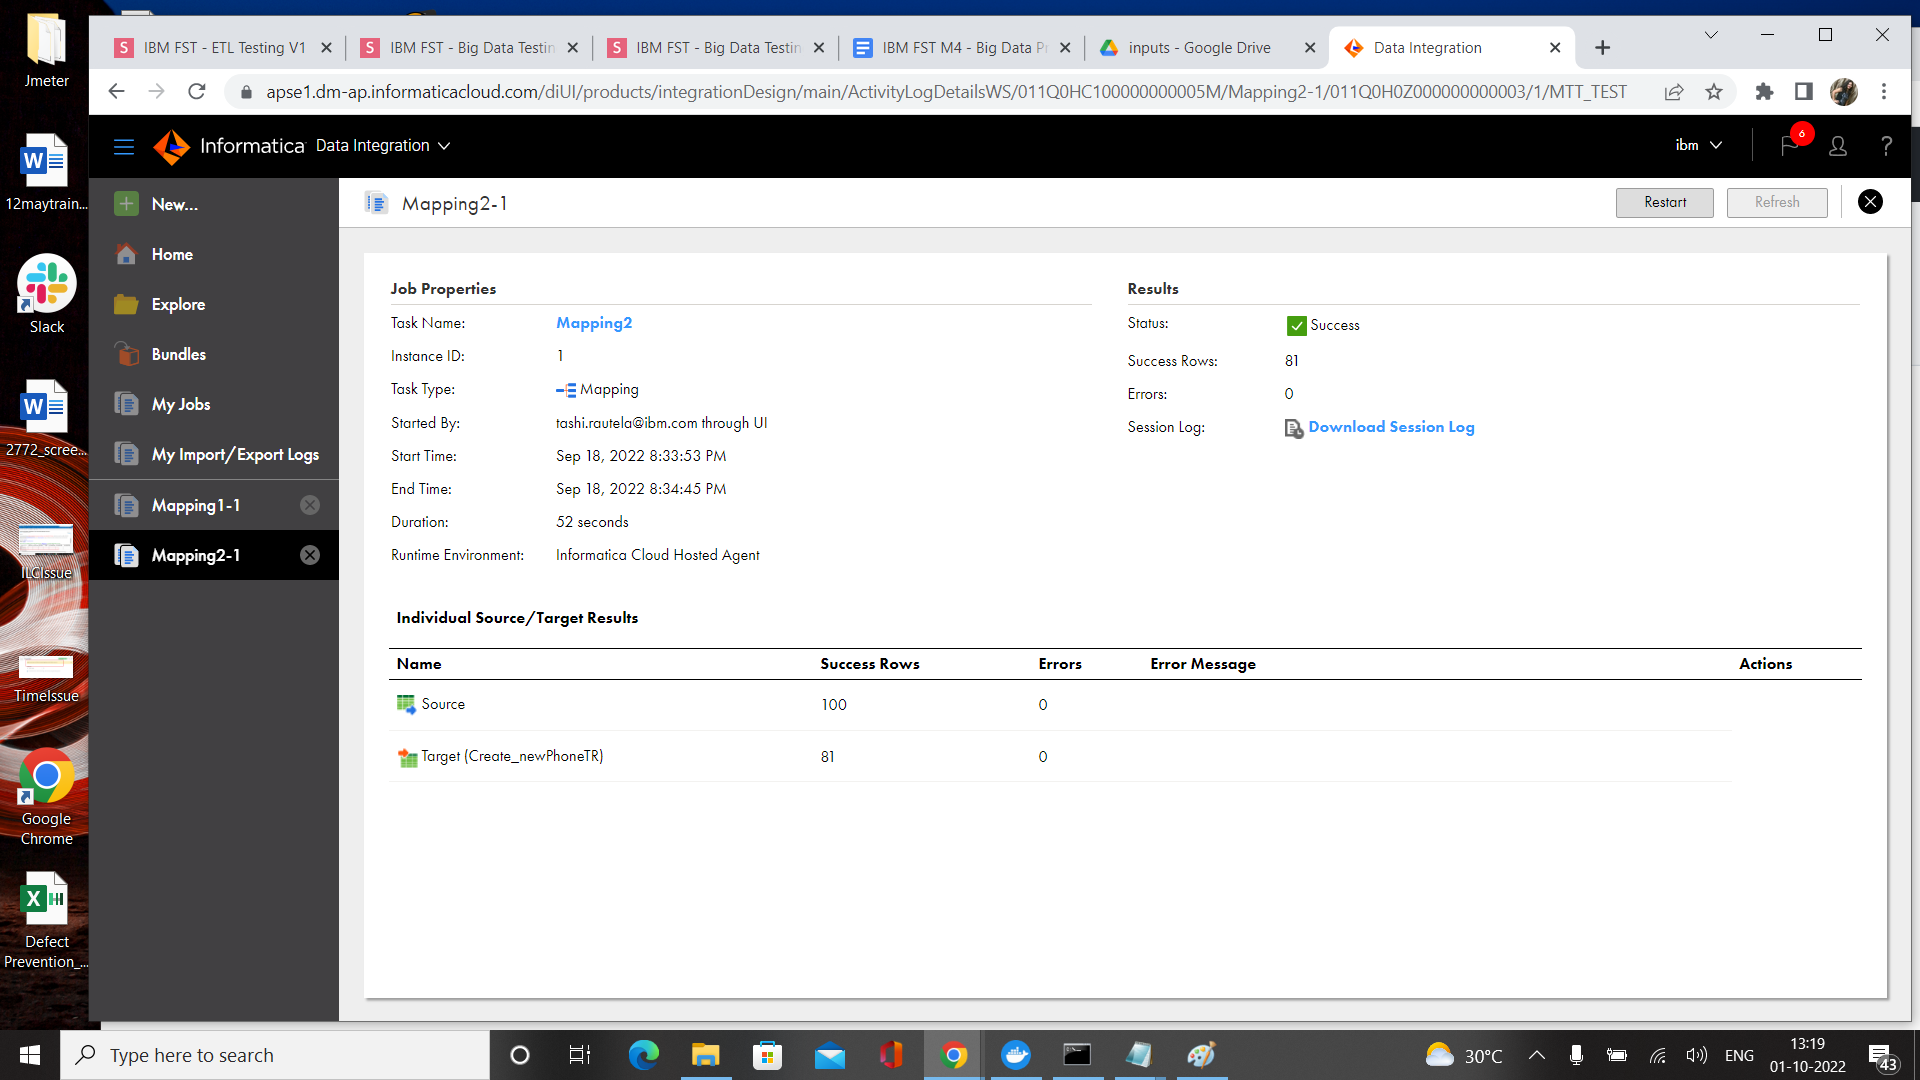 IBM FST - ETL Testing V1
IBM FST - Big Data Testin
IBM FST - Big Data Testin
IBM FST M4 - Big Data P
inputs - Google Drive
Data Integration
apse1.dm-ap.informaticacloud.com/diUI/products/integrationDesign/main/ActivityLogDetailsWS/011Q0HC100000000005M/Mapping2-1/011Q0H0Z000000000003/1/MTT_TEST
Informatica Data Integration
ibm
6
?
New...
Home
Explore
Bundles
My Jobs
My Import/Export Logs
Mapping1-1
Mapping2-1
Mapping2-1
Restart
Refresh
Job Properties
Task Name: Mapping2
Instance ID: 1
Task Type: Mapping
Started By: tashi.rautela@ibm.com through UI
Start Time: Sep 18, 2022 8:33:53 PM
End Time: Sep 18, 2022 8:34:45 PM
Duration: 52 seconds
Runtime Environment: Informatica Cloud Hosted Agent
Results
Status: Success
Success Rows: 81
Errors: 0
Session Log: Download Session Log
Individual Source/Target Results
Name Success Rows Errors Error Message Actions
Source 100 0
Target (Create_newPhoneTR) 81 0
Jmeter
12maytrain...
Slack
2772_scree...
ILCIssue
TimeIssue
Google
Chrome
Defect
Prevention_...
Type here to search
30°C
ENG
13:19
01-10-2022
43